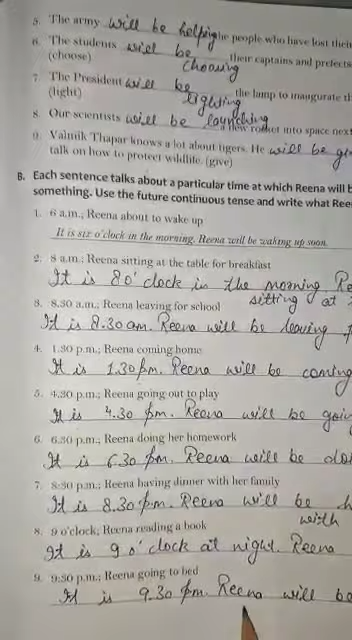 5. The army will be helping the people who have lost their
6. The students will be choosing their captains and prefects
(choose)
7. The President will be lighting the lamp to inaugurate th
(light)
8. Our scientists will be launching a new rocket into space next
9. Valmik Thapar knows a lot about tigers. He will be gi
talk on how to protect wildlife. (give)
B. Each sentence talks about a particular time at which Reena will b
something. Use the future continuous tense and write what Ree
1. 6 a.m.; Reena about to wake up
It is six o'clock in the morning. Reena will be waking up soon.
2. 8 a.m.; Reena sitting at the table for breakfast
It is 8 o'clock in the morning. Re
sitting at
3. 8.30 a.m.; Reena leaving for school
It is 8.30 am. Reena will be leaving f
4. 1.30 p.m.; Reena coming home
It is 1.30 pm. Reena will be coming
5. 4.30 p.m.; Reena going out to play
It is 4.30 pm. Reena will be goin
6. 6.30 p.m.; Reena doing her homework
It is 6.30 pm. Reena will be doi
7. 8.30 p.m.; Reena having dinner with her family
It is 8.30 pm. Reena will be h
with
8. 9 o'clock; Reena reading a book
It is 9 o'clock at night. Reena
9. 9:30 p.m.; Reena going to bed
It is 9.30 pm. Reena will be